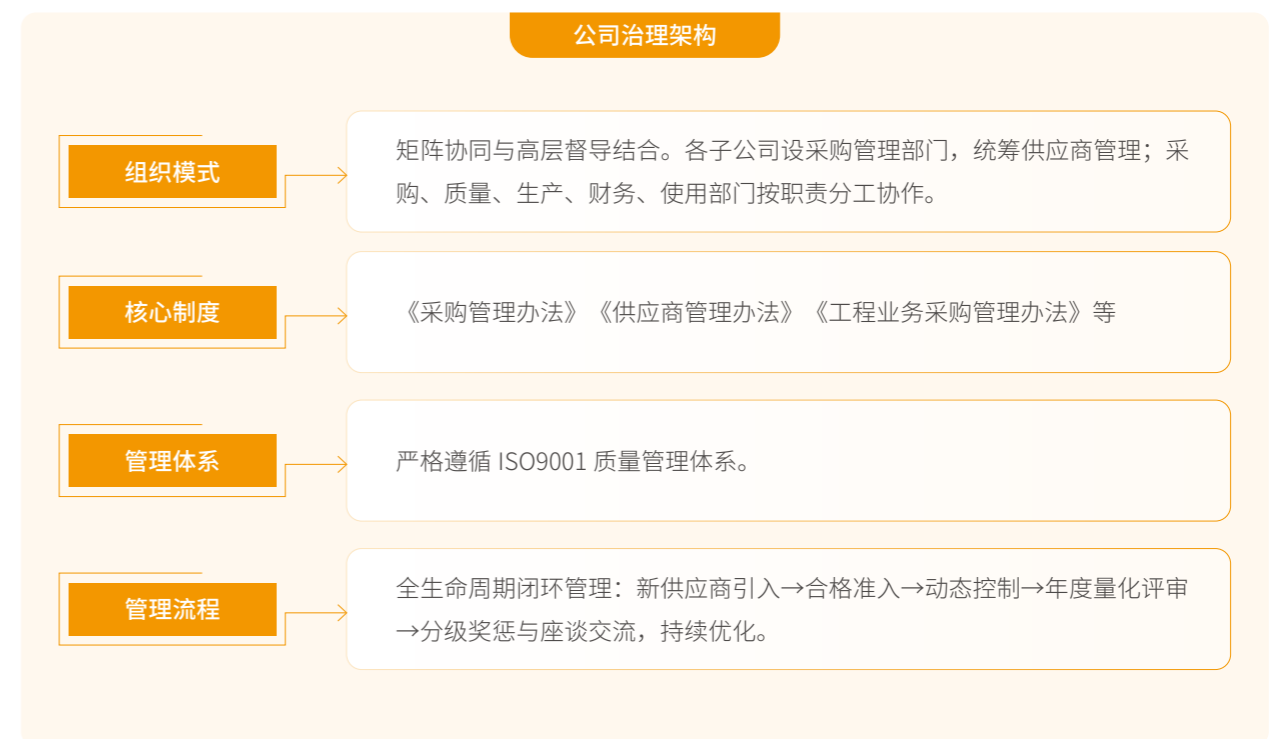 公司治理架构
组织模式
矩阵协同与高层督导结合。各子公司设采购管理部门，统筹供应商管理；采
购、质量、生产、财务、使用部门按职责分工协作。
核心制度
《采购管理办法》《供应商管理办法》《工程业务采购管理办法》等
管理体系
严格遵循 ISO9001 质量管理体系。
管理流程
全生命周期闭环管理：新供应商引入→合格准入→动态控制→年度量化评审
→分级奖惩与座谈交流，持续优化。